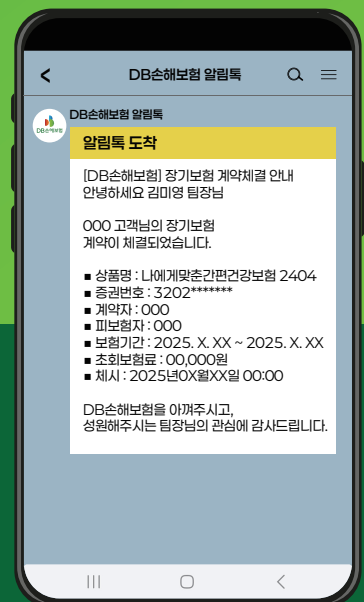 DB손해보험 알림톡
DB손해보험 알림톡
DB손해보험
알림톡 도착
[DB손해보험] 장기보험 계약체결 안내
안녕하세요 김미영 팀장님
000 고객님의 장기보험
계약이 체결되었습니다.
■ 상품명 : 나에게맞춘간편건강보험 2404
■ 증권번호 : 3202*******
■ 계약자 : 000
■ 피보험자 : 000
■ 보험기간 : 2025. X. XX ~ 2025. X. XX
■ 초회보험료 : 00,000원
■ 체시 : 2025년0X월XX일 00:00
DB손해보험을 아껴주시고,
성원해주시는 팀장님의 관심에 감사드립니다.